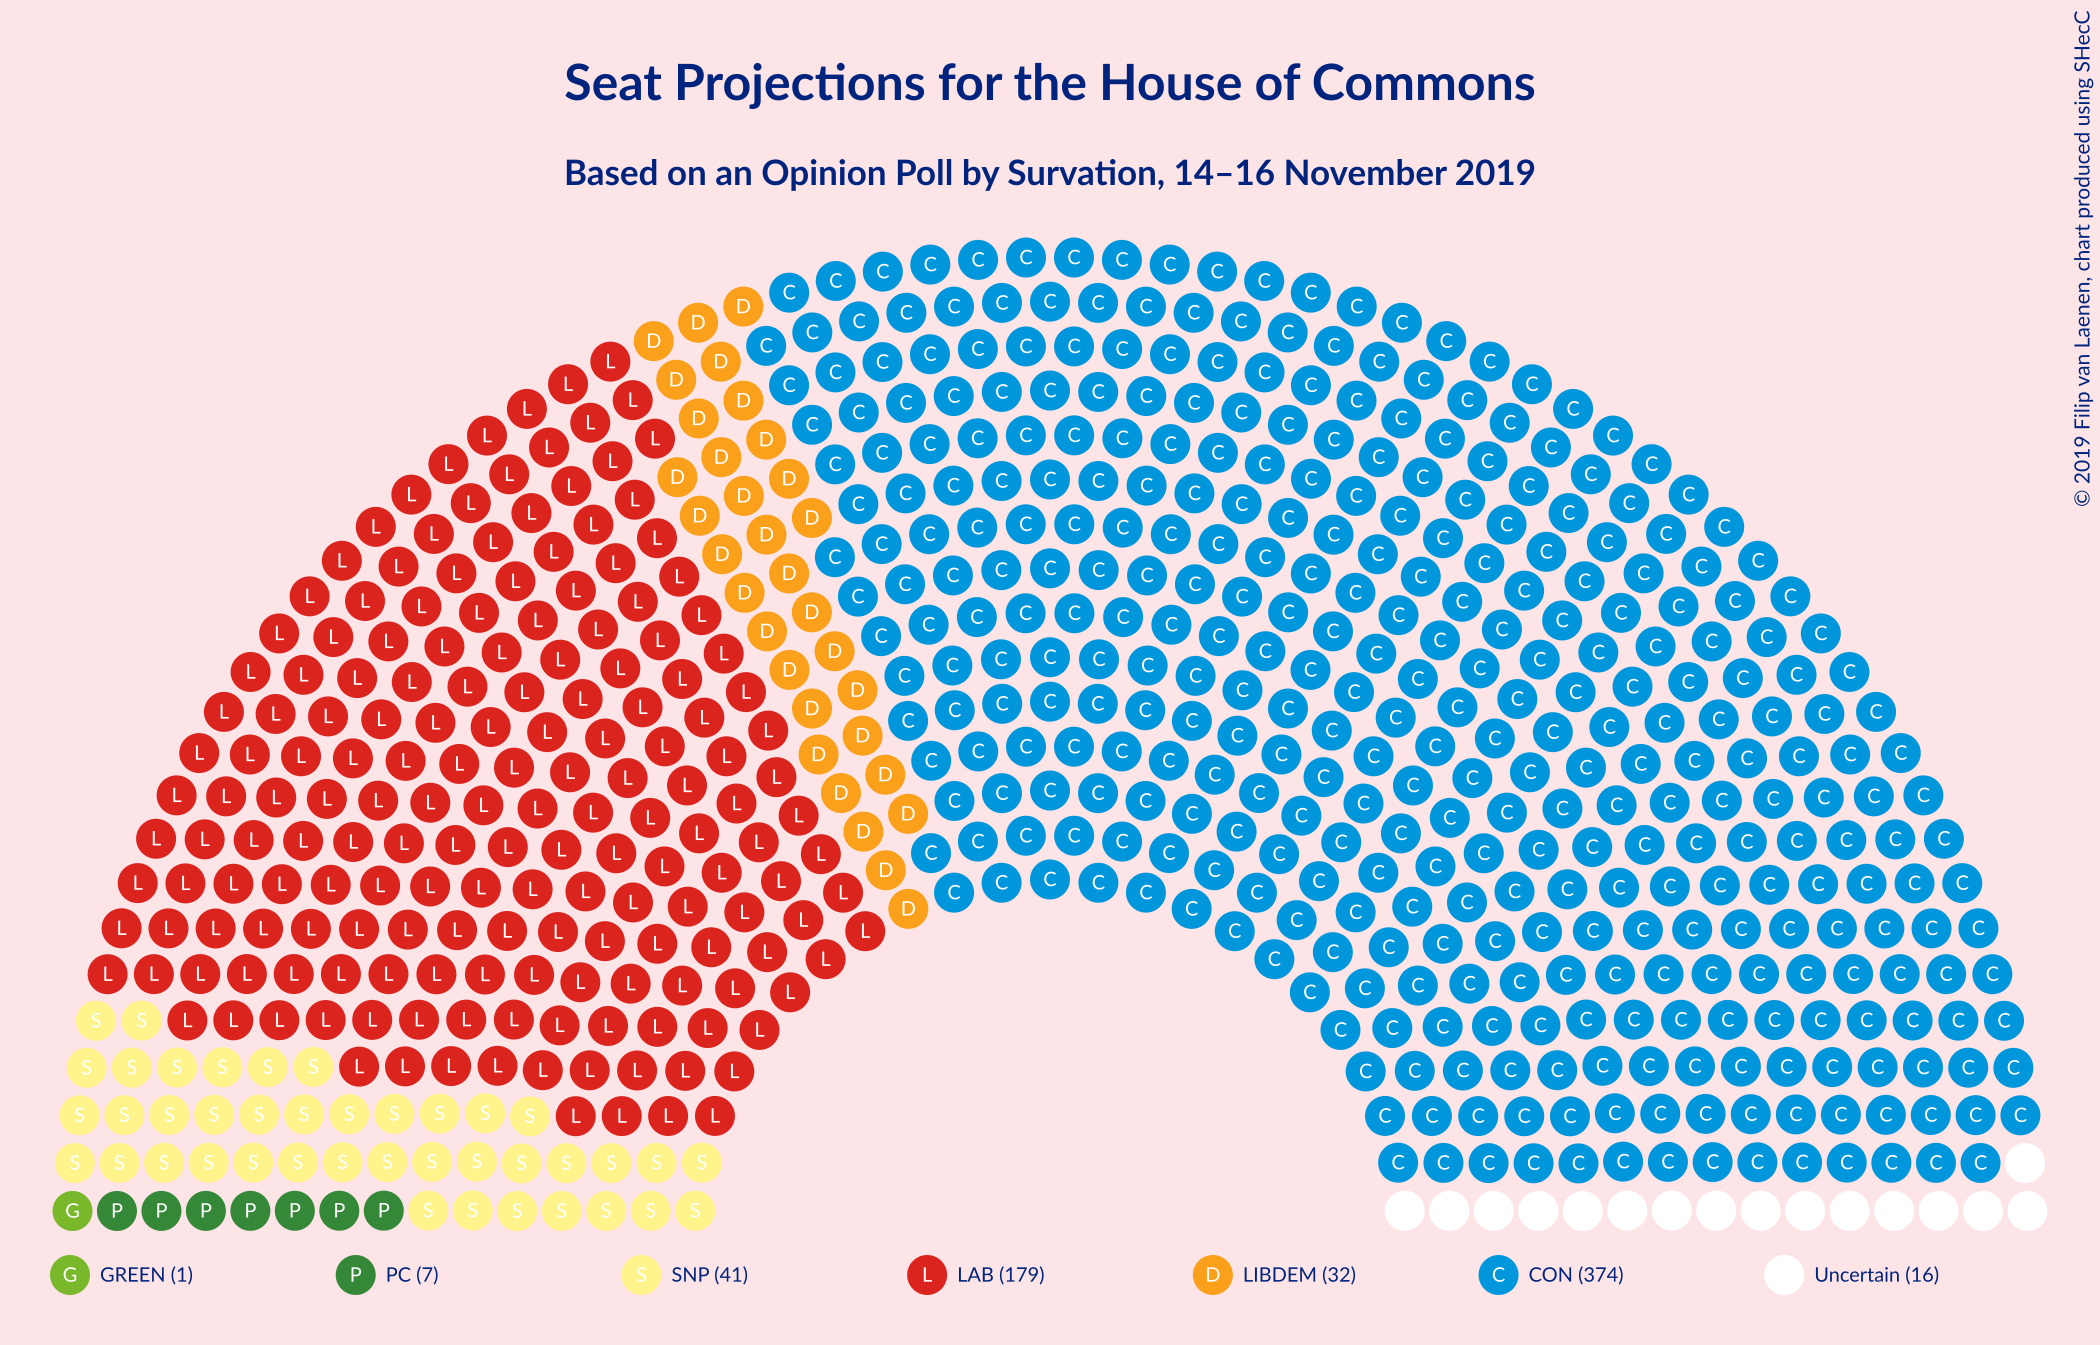 Seat Projections for the House of Commons
Based on an Opinion Poll by Survation, 14–16 November 2019
© 2019 Filip van Laenen, chart produced using SHecC
G GREEN (1)
P PC (7)
S SNP (41)
L LAB (179)
D LIBDEM (32)
C CON (374)
Uncertain (16)